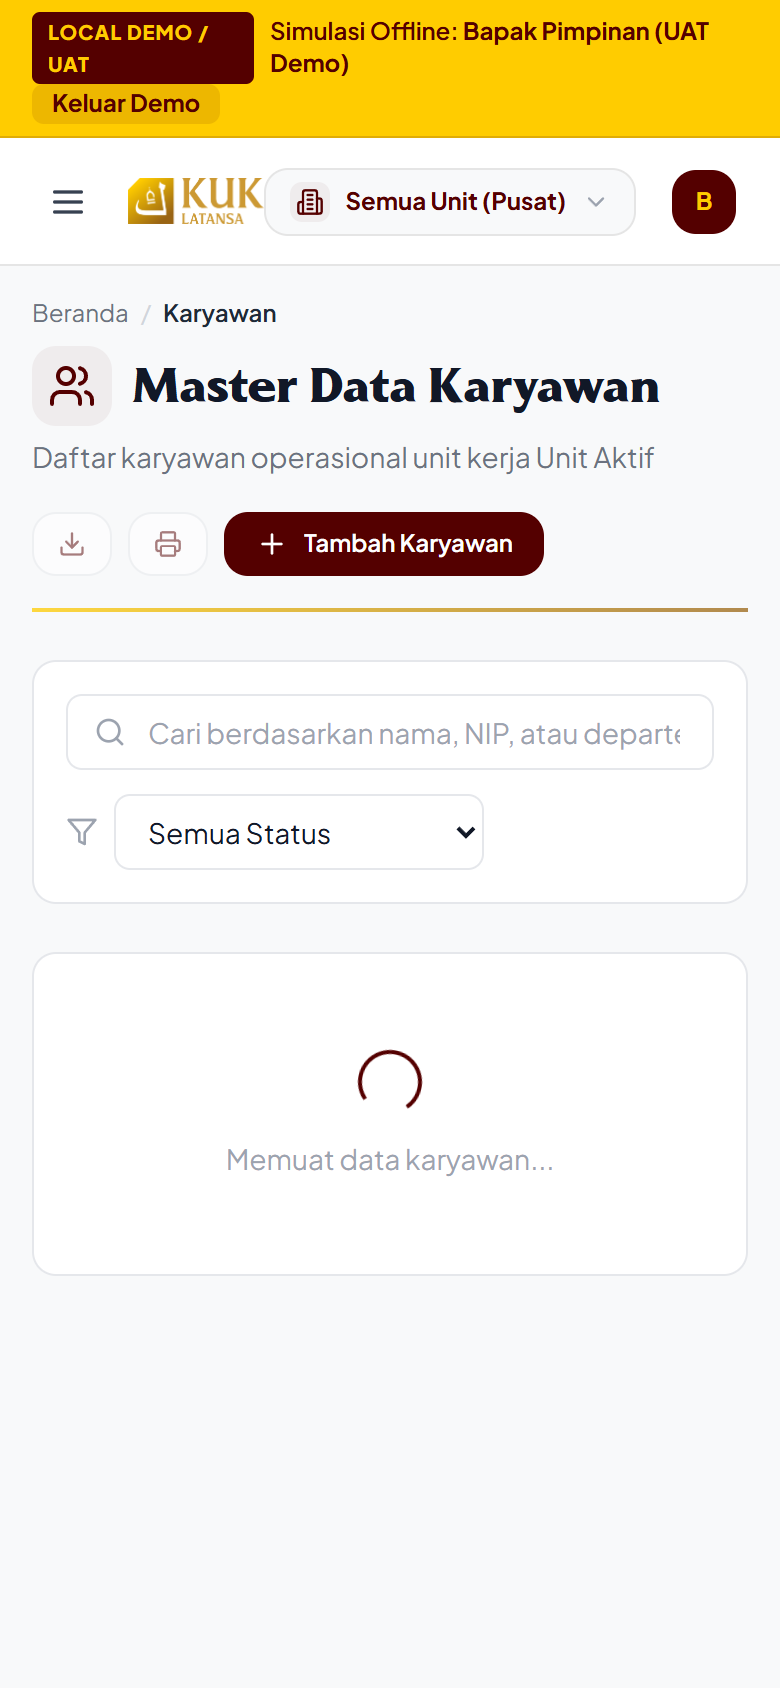 LOCAL DEMO /
UAT
Simulasi Offline: Bapak Pimpinan (UAT
Demo)
Keluar Demo
KUK
LATANSA
Semua Unit (Pusat)
B
Beranda / Karyawan
Master Data Karyawan
Daftar karyawan operasional unit kerja Unit Aktif
Tambah Karyawan
Cari berdasarkan nama, NIP, atau departe
Semua Status
Memuat data karyawan...